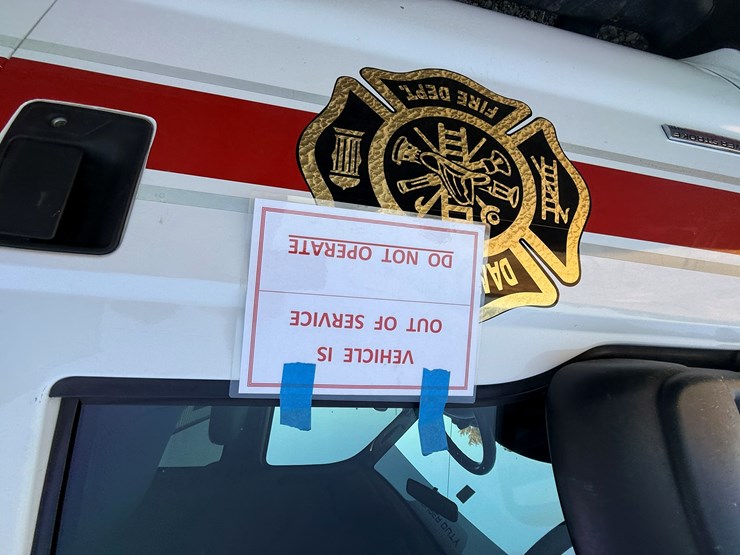 VEHICLE IS
OUT OF SERVICE
DO NOT OPERATE
FIRE DEPT.